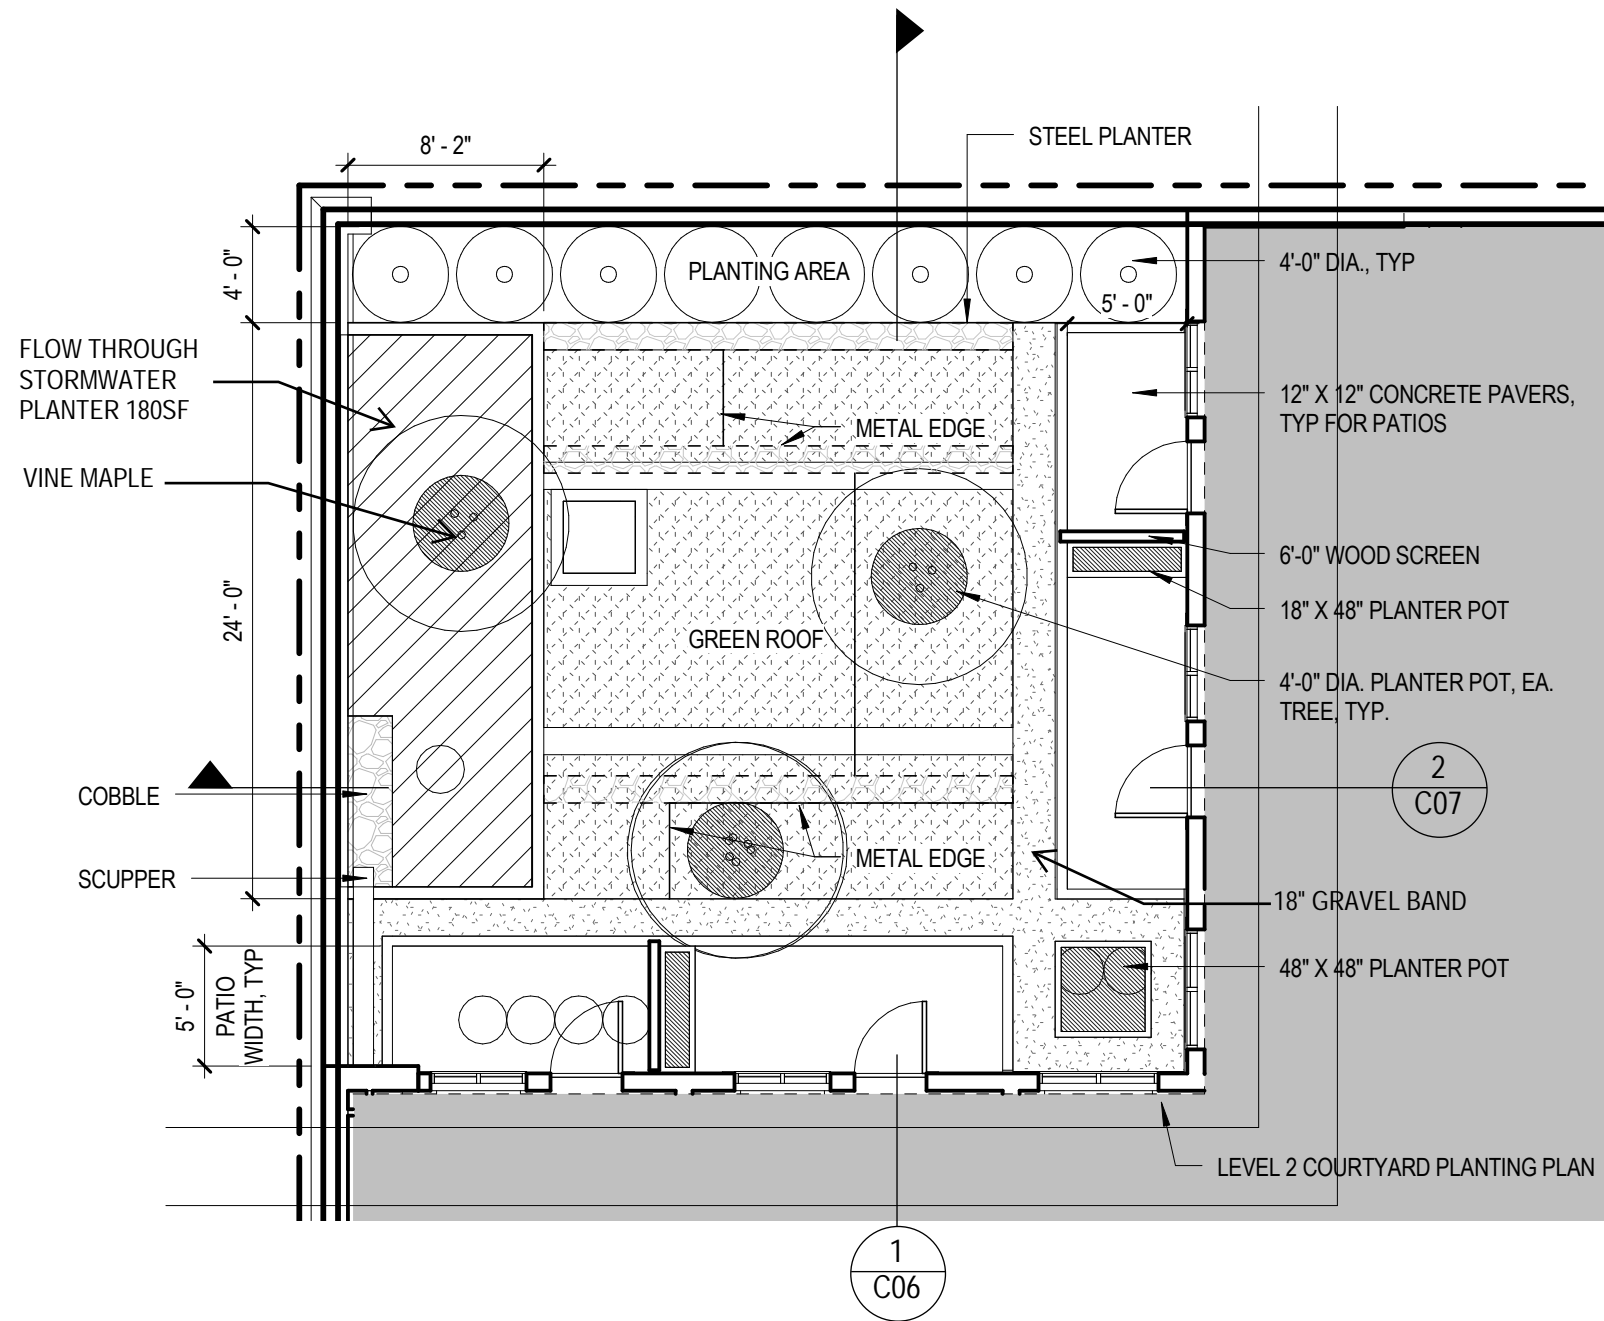 STEEL PLANTER
8' - 2"
4' - 0"
PLANTING AREA
4'-0" DIA., TYP
5' - 0"
FLOW THROUGH
STORMWATER
PLANTER 180SF
METAL EDGE
12" X 12" CONCRETE PAVERS,
TYP FOR PATIOS
VINE MAPLE
6'-0" WOOD SCREEN
18" X 48" PLANTER POT
24' - 0"
GREEN ROOF
4'-0" DIA. PLANTER POT, EA.
TREE, TYP.
2
C07
COBBLE
SCUPPER
METAL EDGE
18" GRAVEL BAND
48" X 48" PLANTER POT
5' - 0"
PATIO
WIDTH, TYP
LEVEL 2 COURTYARD PLANTING PLAN
1
C06